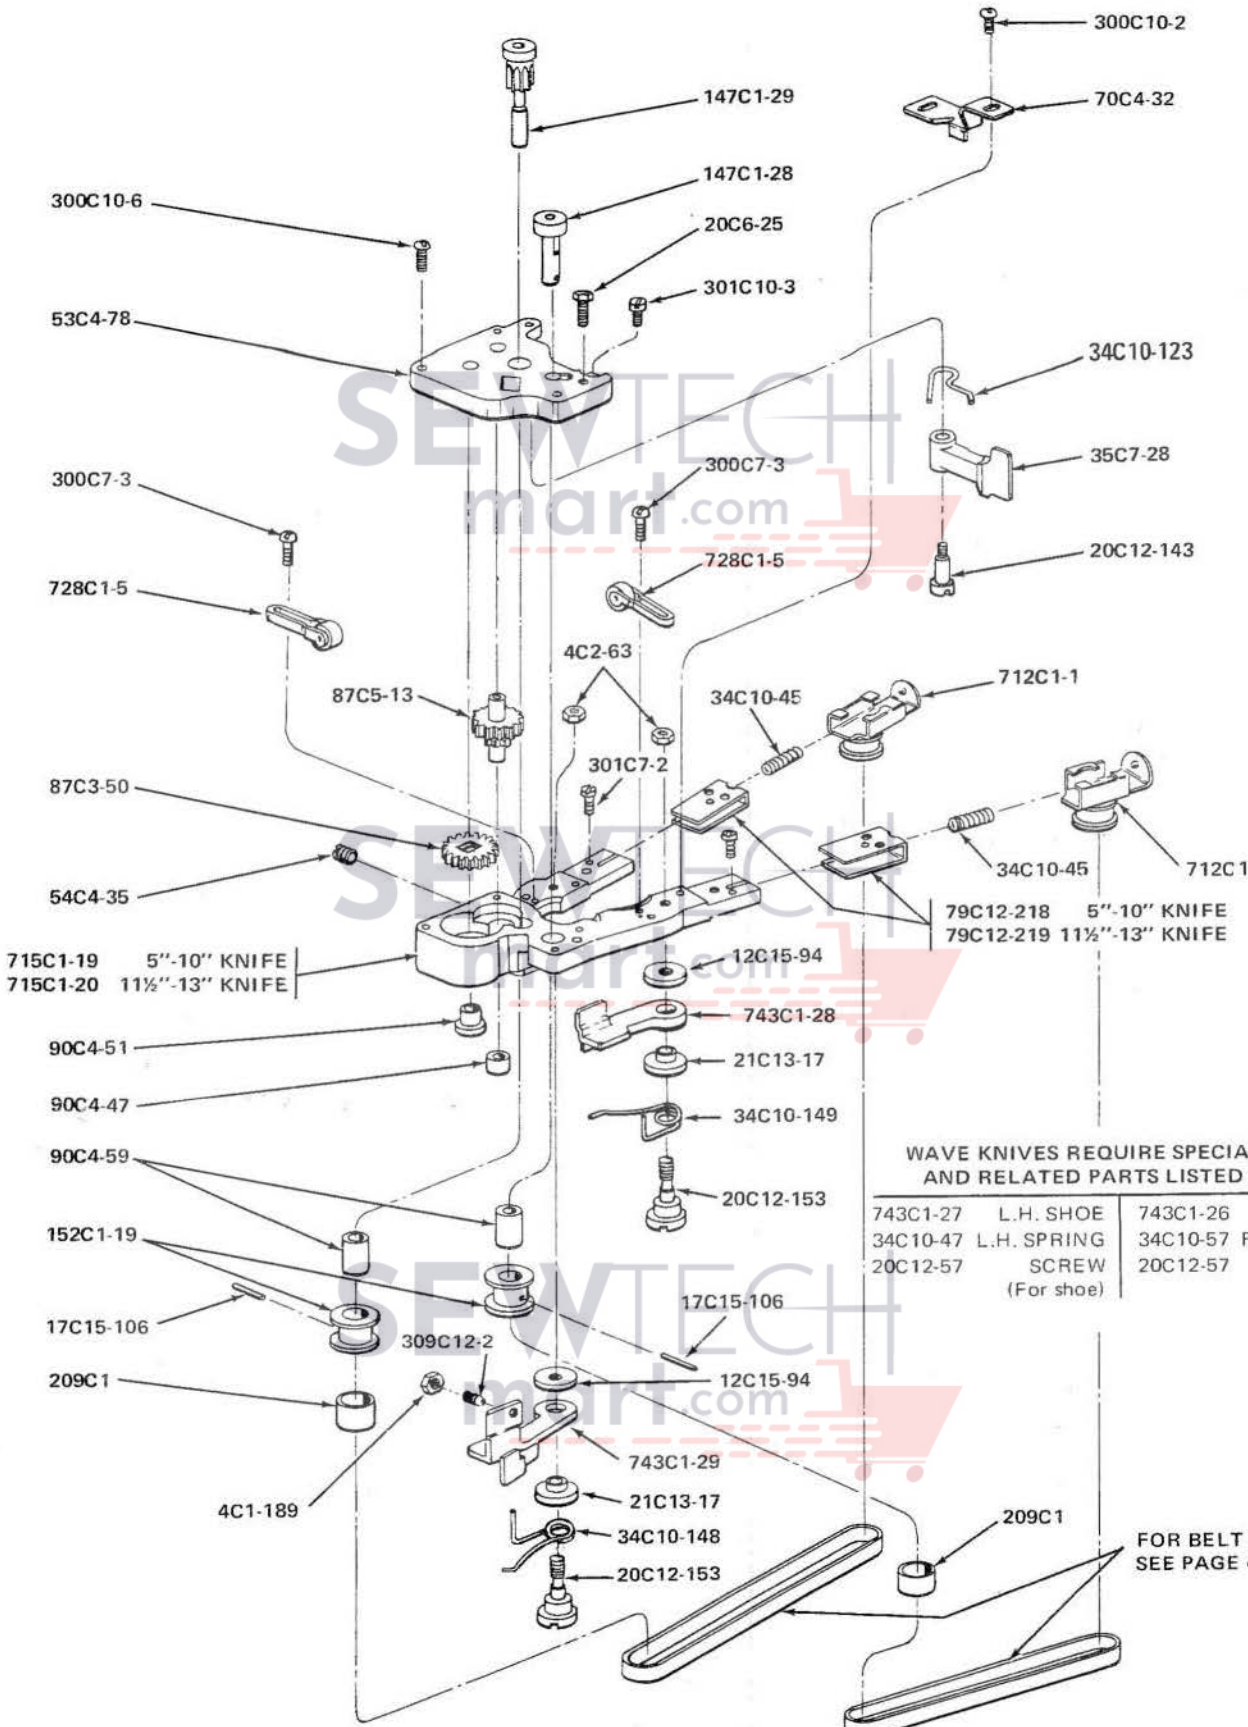 300C10-2
147C1-29
70C4-32
147C1-28
300C10-6
20C6-25
301C10-3
53C4-78
34C10-123
SEWTECH
mart.com
300C7-3
300C7-3
35C7-28
728C1-5
20C12-143
728C1-5
4C2-63
712C1-1
87C5-13
34C10-45
301C7-2
87C3-50
SEWTECH
mart.com
34C10-45
712C1
54C4-35
79C12-218 5"-10" KNIFE
79C12-219 11½"-13" KNIFE
715C1-19 5"-10" KNIFE
715C1-20 11½"-13" KNIFE
12C15-94
743C1-28
90C4-51
21C13-17
90C4-47
34C10-149
90C4-59
WAVE KNIVES REQUIRE
AND RELATED PARTS LISTED
20C12-153
743C1-27 L.H. SHOE 743C1-26
152C1-19
34C10-47 L.H. SPRING 34C10-57
20C12-57 SCREW 20C12-57
(For shoe)
SEWTECH
mart.com
17C15-106
17C15-106
309C12-2
209C1
12C15-94
743C1-29
21C13-17
4C1-189
34C10-148
209C1
20C12-153
FOR BELT
SEE PAGE